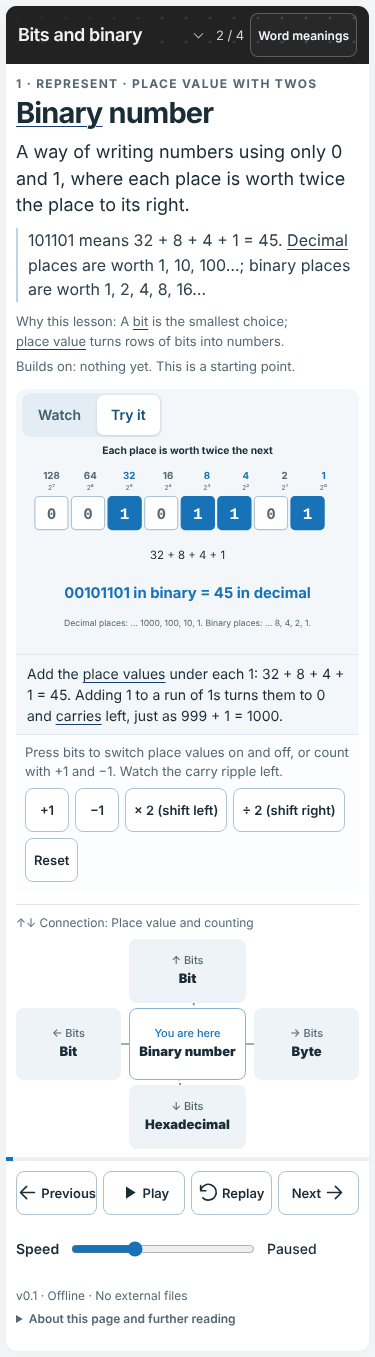 Bits and binary
2 / 4
Word meanings
1 · REPRESENT · PLACE VALUE WITH TWOS
Binary number
A way of writing numbers using only 0
and 1, where each place is worth twice
the place to its right.
101101 means 32 + 8 + 4 + 1 = 45. Decimal
places are worth 1, 10, 100...; binary places
are worth 1, 2, 4, 8, 16...
Why this lesson: A bit is the smallest choice;
place value turns rows of bits into numbers.
Builds on: nothing yet. This is a starting point.
Watch Try it
Each place is worth twice the next
128 64 32 16 8 4 2 1
2⁷ 2⁶ 2⁵ 2⁴ 2³ 2² 2¹ 2⁰
0 0 1 0 1 1 0 1
32 + 8 + 4 + 1
00101101 in binary = 45 in decimal
Decimal places: … 1000, 100, 10, 1. Binary places: … 8, 4, 2, 1.
Add the place values under each 1: 32 + 8 + 4 +
1 = 45. Adding 1 to a run of 1s turns them to 0
and carries left, just as 999 + 1 = 1000.
Press bits to switch place values on and off, or count
with +1 and −1. Watch the carry ripple left.
+1 −1 × 2 (shift left) ÷ 2 (shift right)
Reset
↑↓ Connection: Place value and counting
↑ Bits
Bit
← Bits
Bit
You are here
Binary number
→ Bits
Byte
↓ Bits
Hexadecimal
← Previous ▶ Play Replay Next →
Speed Paused
v0.1 · Offline · No external files
▶ About this page and further reading